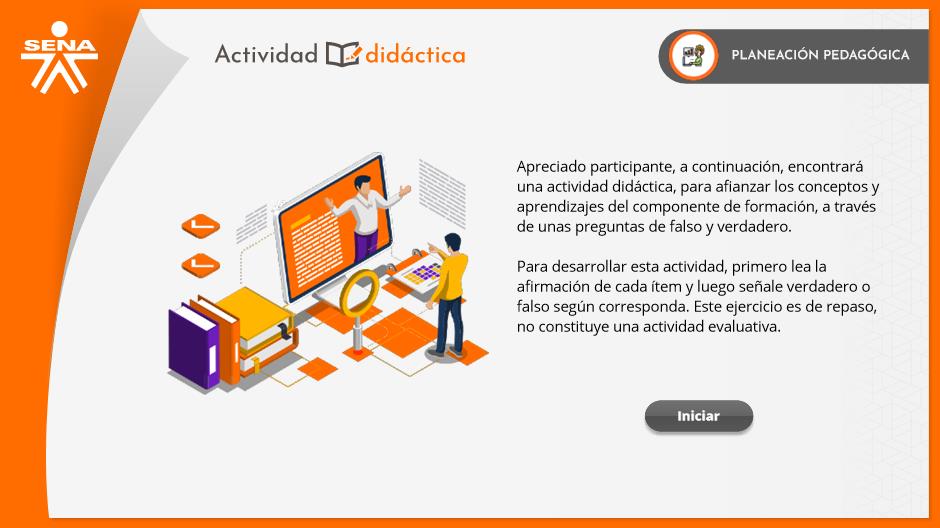 SENA
Actividad didáctica
PLANEACIÓN PEDAGÓGICA
Apreciado participante, a continuación, encontrará
una actividad didáctica, para afianzar los conceptos y
aprendizajes del componente de formación, a través
de unas preguntas de falso y verdadero.
Para desarrollar esta actividad, primero lea la
afirmación de cada ítem y luego señale verdadero o
falso según corresponda. Este ejercicio es de repaso,
no constituye una actividad evaluativa.
Iniciar